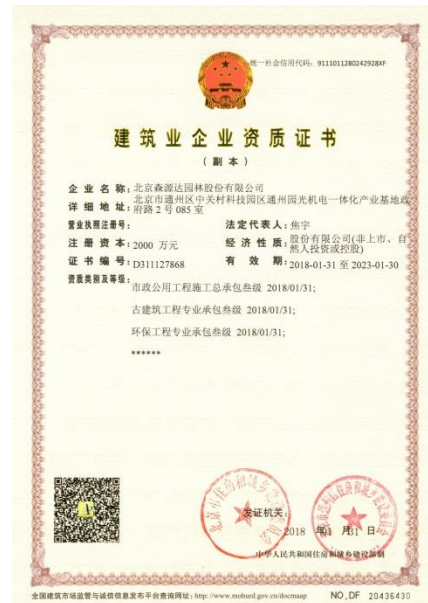 统一社会信用代码：9111011280242928XF
建筑业企业资质证书
（副本）
企业名称：北京森源达园林股份有限公司
详细地址：北京市通州区中关村科技园区通州园光机电一体化产业基地政
府路2号085室
营业执照注册号：
法定代表人：焦宇
注册资本：2000 万元
经济性质：股份有限公司(非上市、自
然人投资或控股)
证书编号：D311127868
有效期：2018-01-31 至 2023-01-30
资质类别及等级：
市政公用工程施工总承包叁级 2018/01/31;
古建筑工程专业承包叁级 2018/01/31;
环保工程专业承包叁级 2018/01/31;
******
发证机关：
2018 年1 月31 日
中华人民共和国住房和城乡建设部制
全国建筑市场监管与诚信信息发布平台查询网址：http://www.mohurd.gov.cn/docmaap
NO.DF 20436430